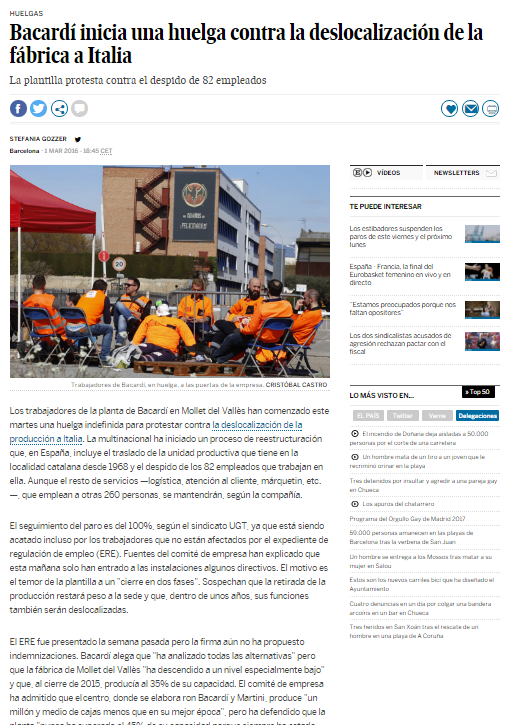 HUELGAS
Bacardí inicia una huelga contra la deslocalización de la
fábrica a Italia
La plantilla protesta contra el despido de 82 empleados
STEFANIA GOZZER
Barcelona - 1 MAR 2016 - 18:45 CET
Trabajadores de Bacardí, en huelga, a las puertas de la empresa. CRISTÓBAL CASTRO
Los trabajadores de la planta de Bacardí en Mollet del Vallès han comenzado este
martes una huelga indefinida para protestar contra la deslocalización de la
producción a Italia. La multinacional ha iniciado un proceso de reestructuración
que, en España, incluye el traslado de la unidad productiva que tiene en la
localidad catalana desde 1968 y el despido de los 82 empleados que trabajan en
ella. Aunque el resto de servicios —logística, atención al cliente, márquetin, etc.
—, que emplean a otras 260 personas, se mantendrán, según la compañía.
El seguimiento del paro es del 100%, según el sindicato UGT, ya que está siendo
acatado incluso por los trabajadores que no están afectados por el expediente de
regulación de empleo (ERE). Fuentes del comité de empresa han explicado que
esta mañana solo han entrado a las instalaciones algunos directivos. El motivo es
el temor de la plantilla a un "cierre en dos fases". Sospechan que la retirada de la
producción restará peso a la sede y que, dentro de unos años, sus funciones
también serán deslocalizadas.
El ERE fue presentado la semana pasada pero la firma aún no ha propuesto
indemnizaciones. Bacardí alega que "ha analizado todas las alternativas" pero
que la fábrica de Mollet del Vallès "ha descendido a un nivel especialmente bajo"
y que, al cierre de 2015, producía al 35% de su capacidad. El comité de empresa
ha admitido que el centro, donde se elabora ron Bacardí y Martini, produce "un
millón y medio de cajas menos que en su mejor época", pero ha defendido que la
VÍDEOS
NEWSLETTERS
TE PUEDE INTERESAR
Los estibadores suspenden los
paros de este viernes y el próximo
lunes
España - Francia, la final del
Eurobasket femenino en vivo y en
directo
"Estamos preocupados porque nos
faltan opositores"
Los dos sindicalistas acusados de
agresión rechazan pactar con el
fiscal
LO MÁS VISTO EN...
» Top 50
EL PAÍS
Twitter
Verne
Delegaciones
El incendio de Doñana deja aisladas a 50.000
personas por el corte de una carretera
Un hombre mata de un tiro a un joven que le
recriminó orinar en la playa
Tres detenidos por insultar y agredir a una pareja gay
en Chueca
Los apuros del chatarrero
Programa del Orgullo Gay de Madrid 2017
59.000 personas amanecen en las playas de
Barcelona tras la verbena de San Juan
Un hombre se entrega a los Mossos tras matar a su
mujer en Salou
Estos son los nuevos carriles bici que ha diseñado el
Ayuntamiento
Cuatro denuncias en un día por colgar una bandera
arcoíris en un bar en Chueca
Tres heridos en San Xoán tras el rescate de un
hombre en una playa de A Coruña